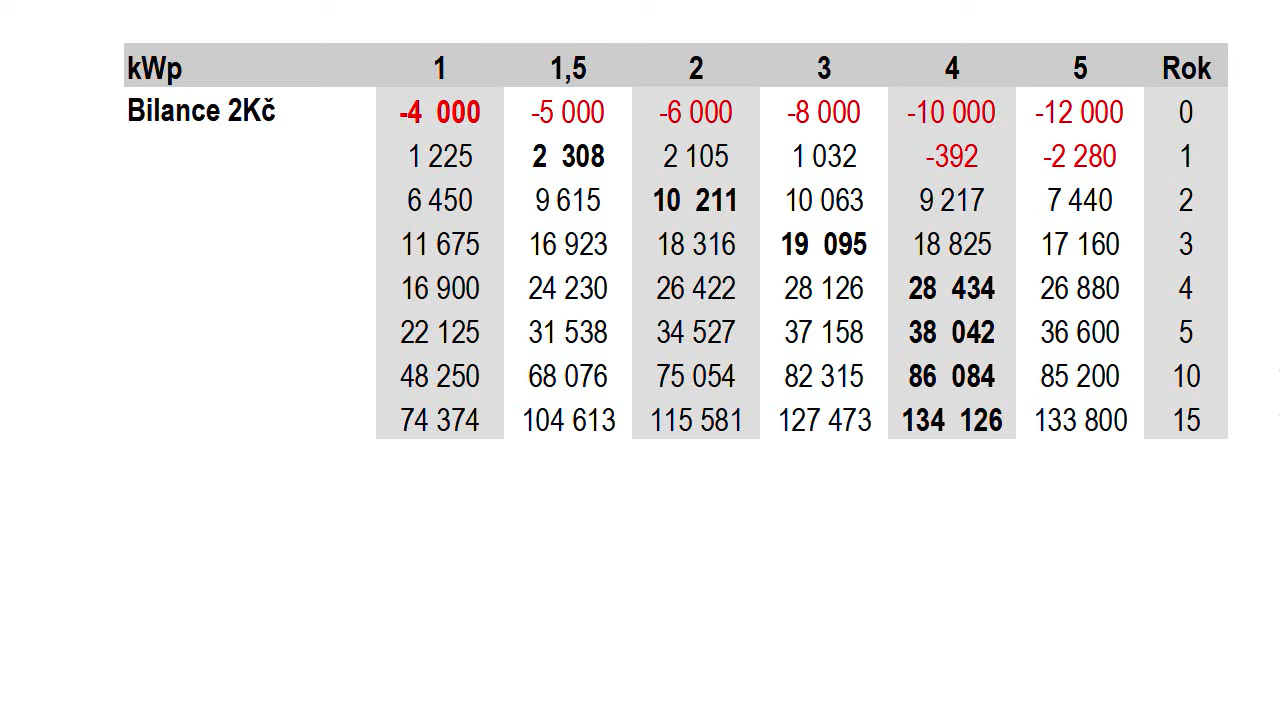 kWp 1 1,5 2 3 4 5 Rok
Bilance 2Kč -4 000 -5 000 -6 000 -8 000 -10 000 -12 000 0
1 225 2 308 2 105 1 032 -392 -2 280 1
6 450 9 615 10 211 10 063 9 217 7 440 2
11 675 16 923 18 316 19 095 18 825 17 160 3
16 900 24 230 26 422 28 126 28 434 26 880 4
22 125 31 538 34 527 37 158 38 042 36 600 5
48 250 68 076 75 054 82 315 86 084 85 200 10
74 374 104 613 115 581 127 473 134 126 133 800 15